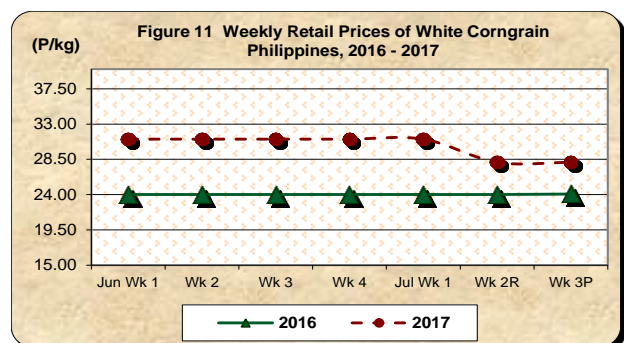 Figure 11 Weekly Retail Prices of White Corngrain
Philippines, 2016 - 2017
(P/kg)
37.50
33.00
28.50
24.00
19.50
15.00
Jun Wk 1 Wk 2 Wk 3 Wk 4 Jul Wk 1 Wk 2R Wk 3P
2016 2017